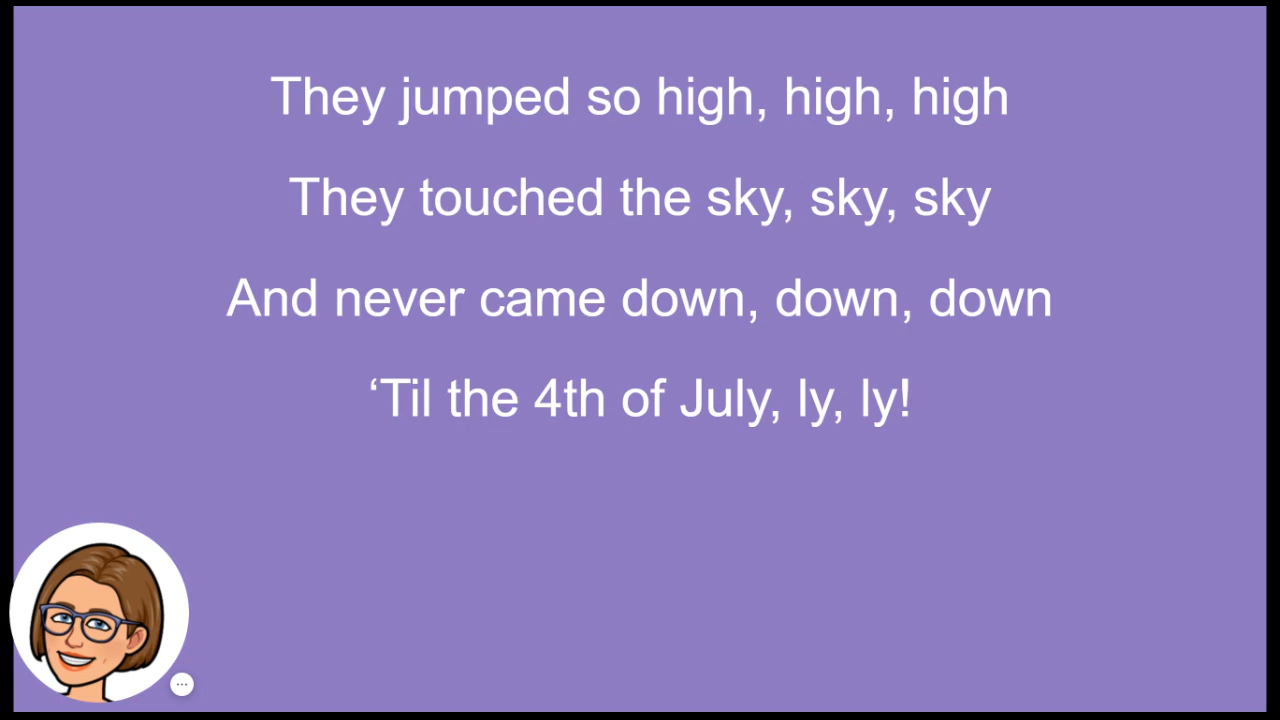 They jumped so high, high, high
They touched the sky, sky, sky
And never came down, down, down
‘Til the 4th of July, ly, ly!